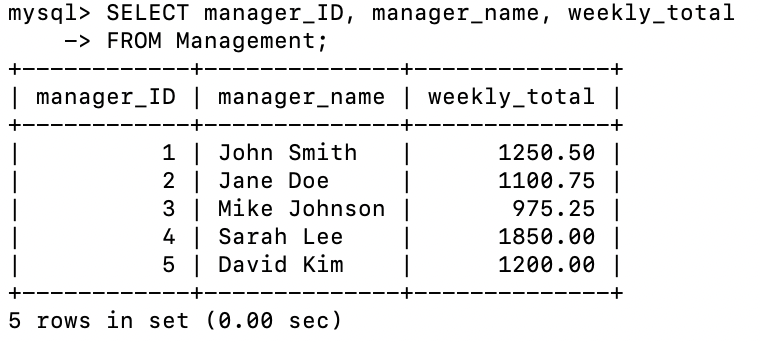 mysql> SELECT manager_ID, manager_name, weekly_total
    -> FROM Management;
+------------+--------------+--------------+
| manager_ID | manager_name | weekly_total |
+------------+--------------+--------------+
|          1 | John Smith   |      1250.50 |
|          2 | Jane Doe     |      1100.75 |
|          3 | Mike Johnson |       975.25 |
|          4 | Sarah Lee    |      1850.00 |
|          5 | David Kim    |      1200.00 |
+------------+--------------+--------------+
5 rows in set (0.00 sec)